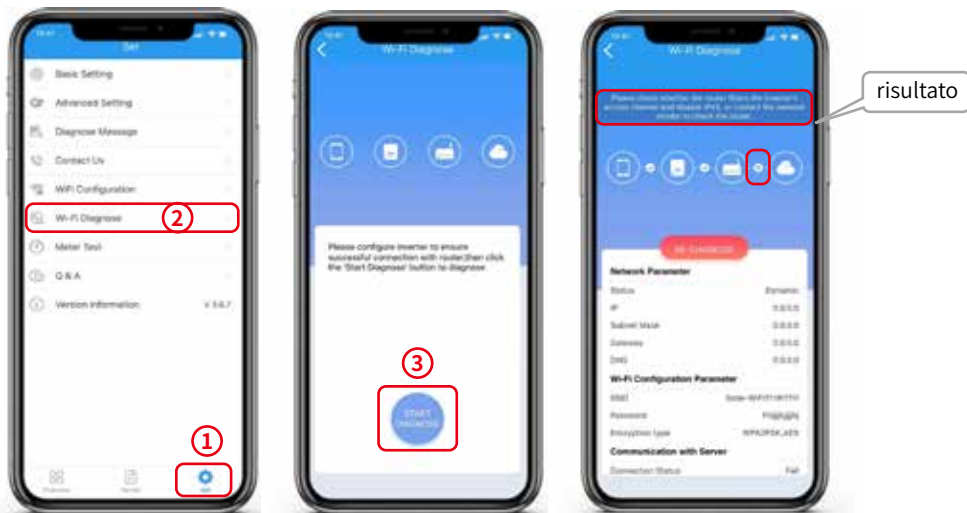 Set
Basic Setting
Advanced Setting
Diagnose Message
Contact Us
WiFi Configuration
Wi-Fi Diagnose
②
Meter Test
Q & A
Version Information
①
Set
Wi-Fi Diagnose
Please configure inverter to ensure
successful connection with router,then click
the 'Start Diagnose' button to diagnose
③
START
DIAGNOSE
Wi-Fi Diagnose
risultato
RE-DIAGNOSE
Network Parameter
Status Dynamic
IP 0.0.0.0
Subnet Mask 0.0.0.0
Gateway 0.0.0.0
DNS 0.0.0.0
Wi-Fi Configuration Parameter
SSID
Password
Encryption type
Communication with Server
Connection Status Fail